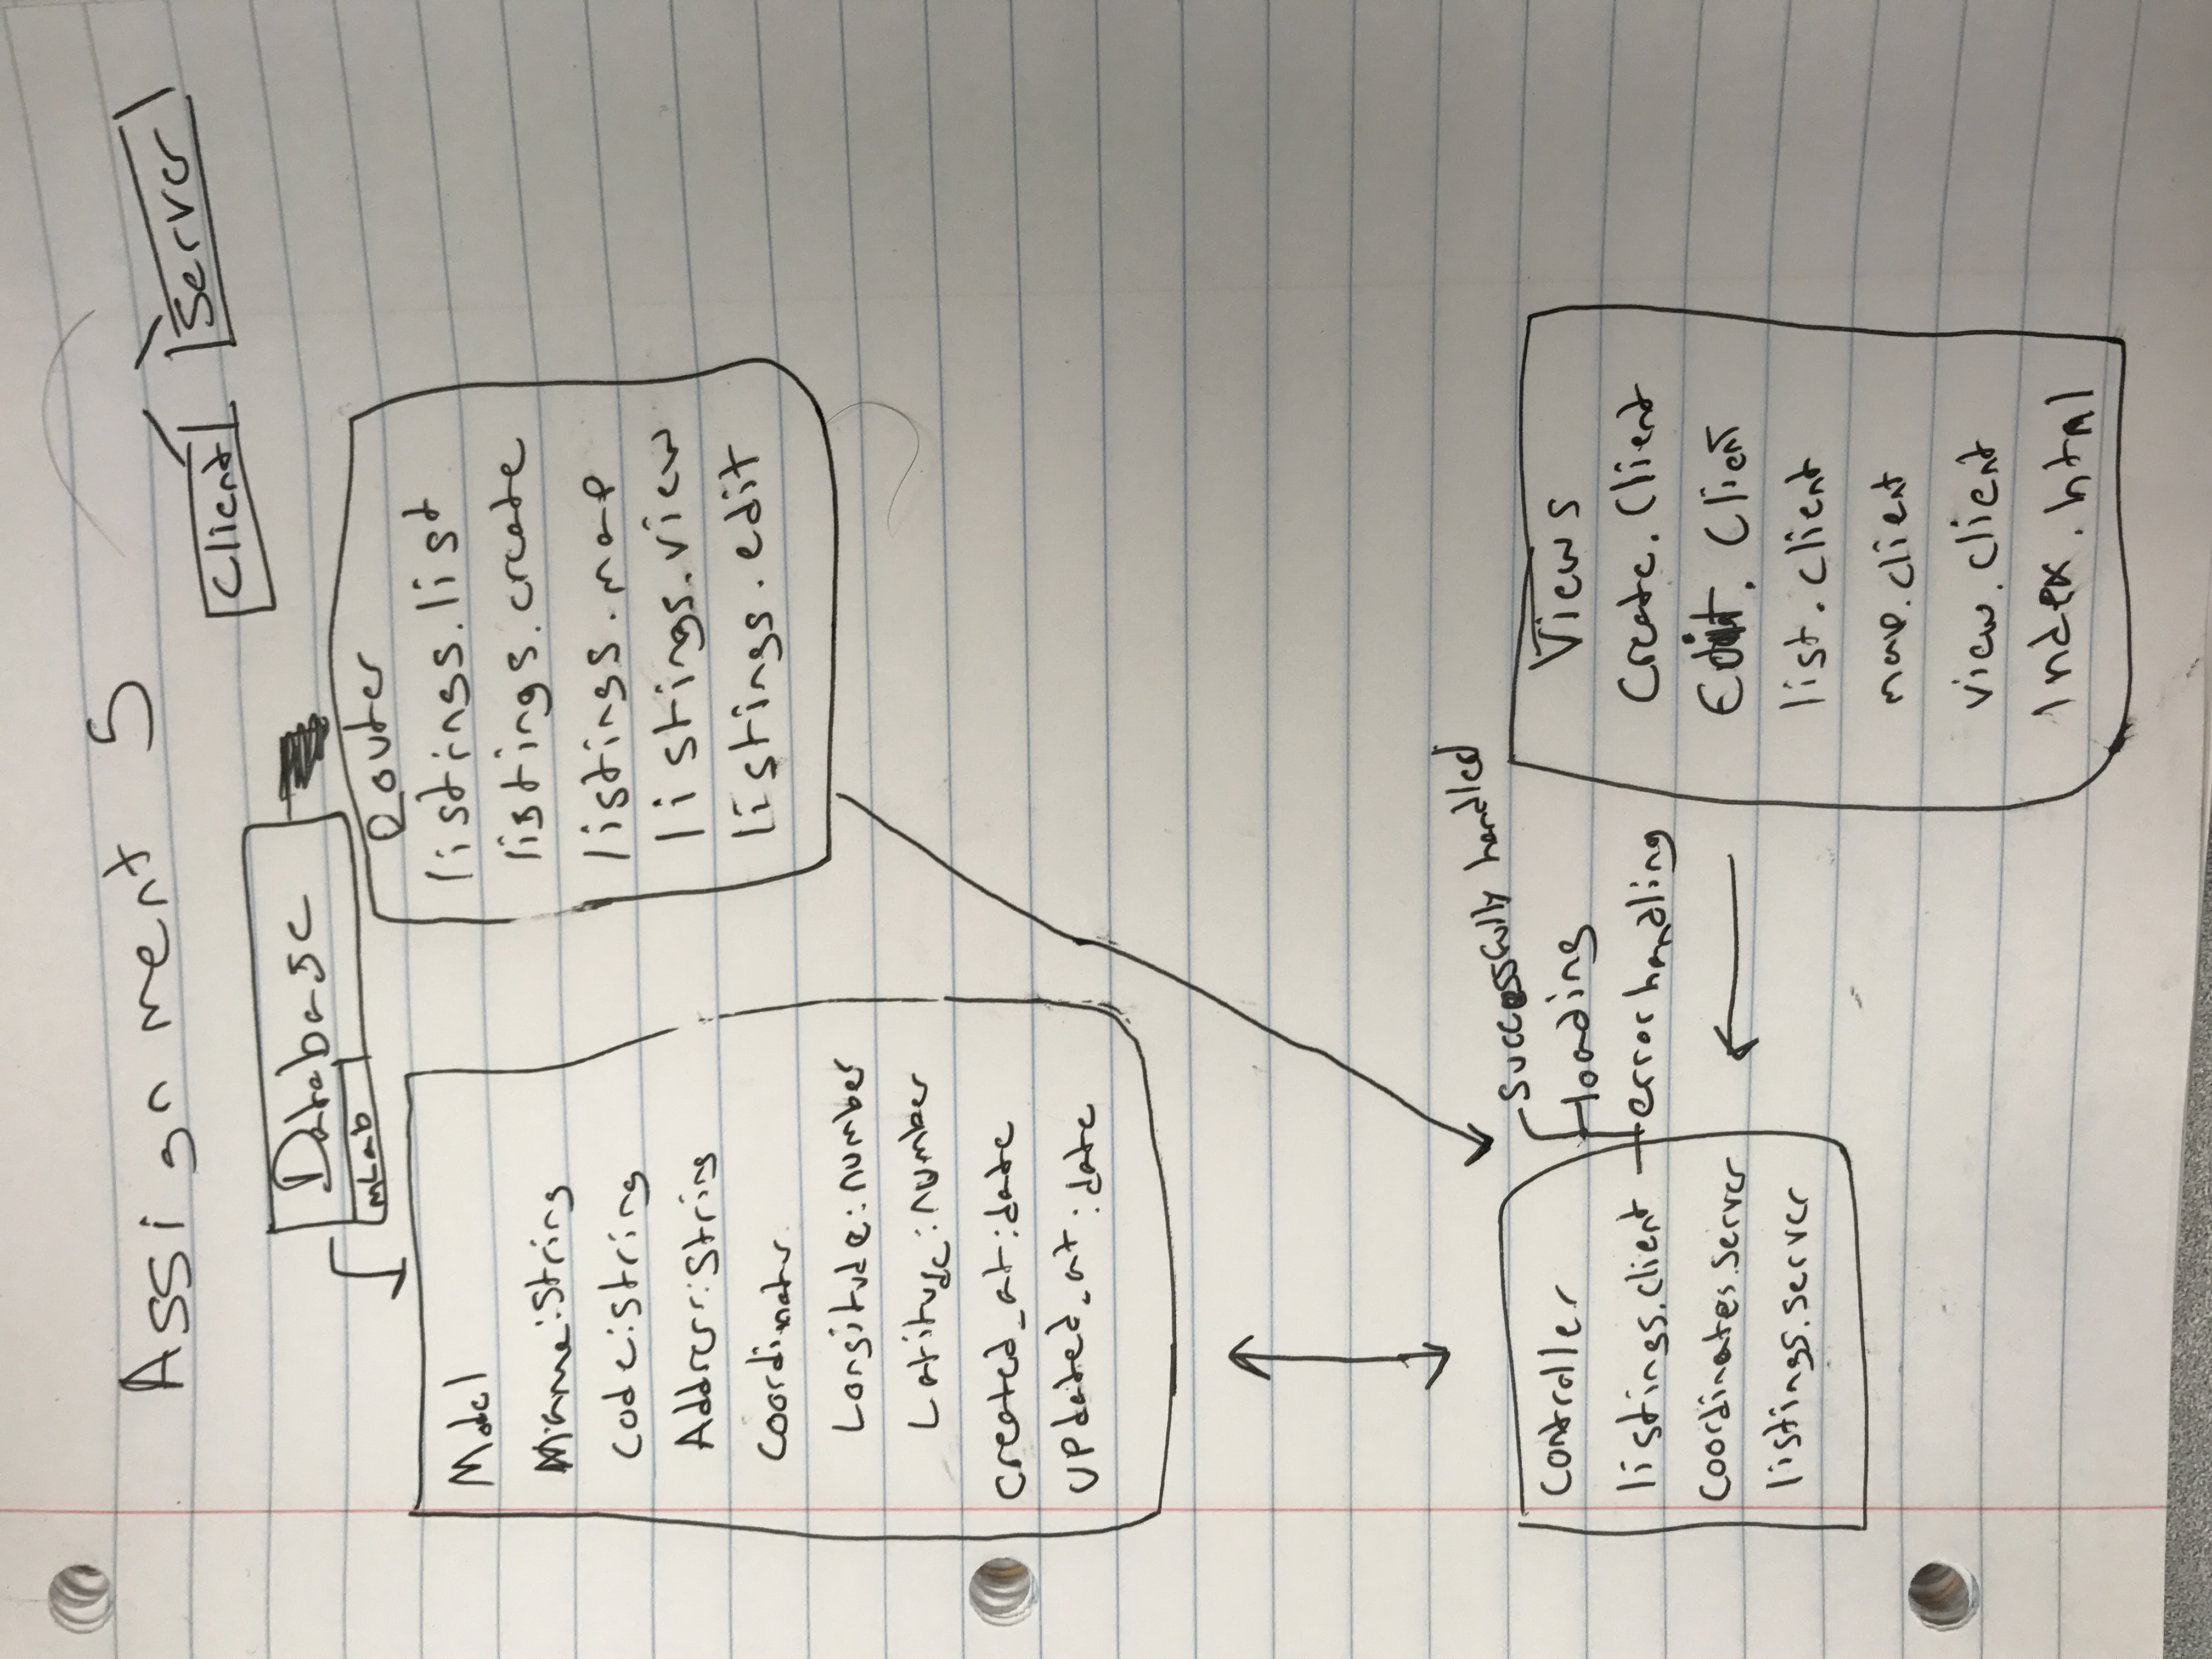 Assignment 5
Client
Server
Database
mLab
Model
name:String
Code:string
Address:String
Coordinates
Longitude:number
Latitude:number
created_at:date
updated_at:date
Router
listings.list
listings.create
listings.map
listings.view
listings.edit
Controller
listings.client
Coordinates.server
listings.server
successfully handled
loading
error handling
Views
Create.Client
Edit.Client
list.client
map.client
view.client
Index.html